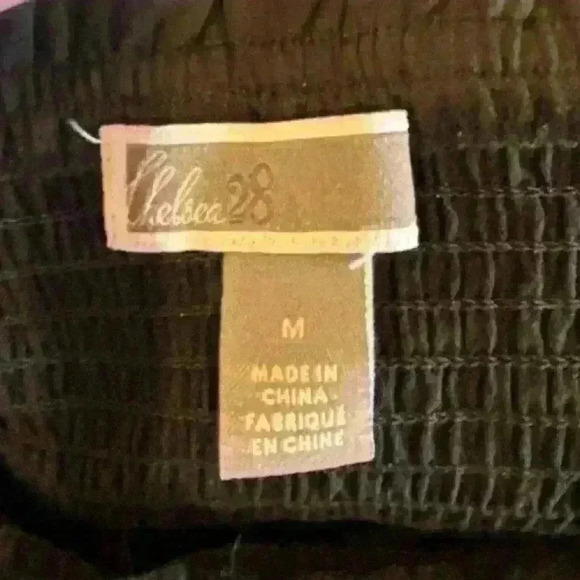 Chelsea28
M
MADE IN
CHINA
FABRIQUÉ
EN CHINE